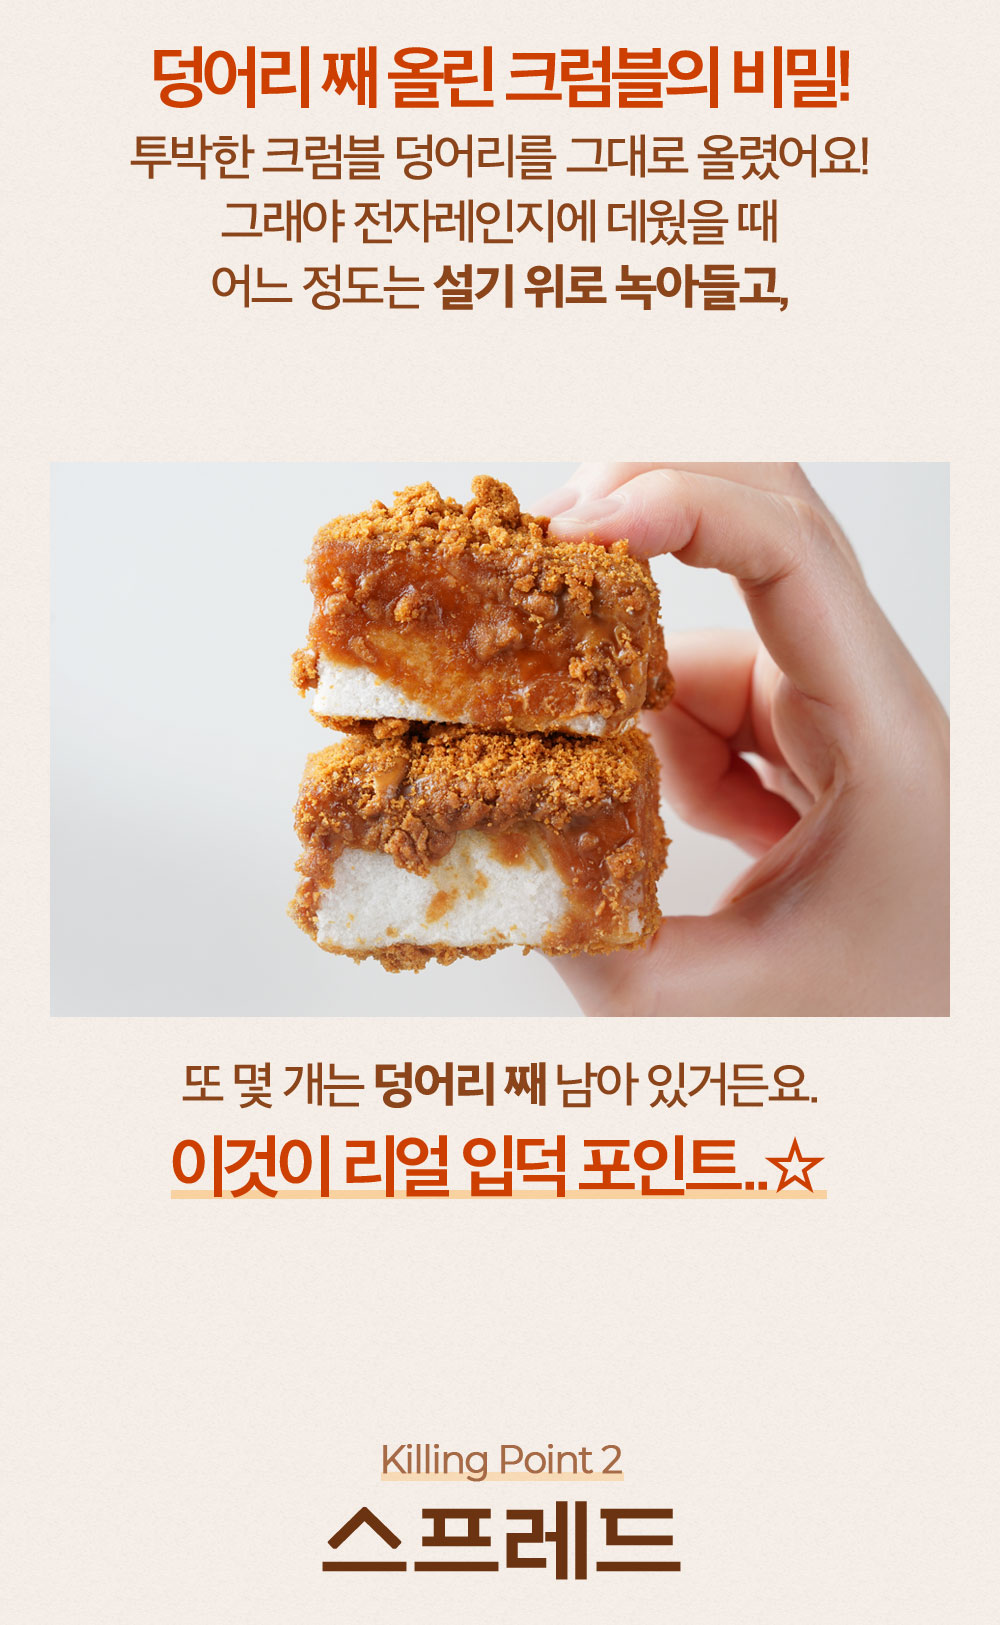 덩어리 째 올린 크럼블의 비밀!
투박한 크럼블 덩어리를 그대로 올렸어요!
그래야 전자레인지에 데웠을 때
어느 정도는 설기 위로 녹아들고,
또 몇 개는 덩어리 째 남아 있거든요.
이것이 리얼 입덕 포인트..☆
Killing Point 2
스프레드